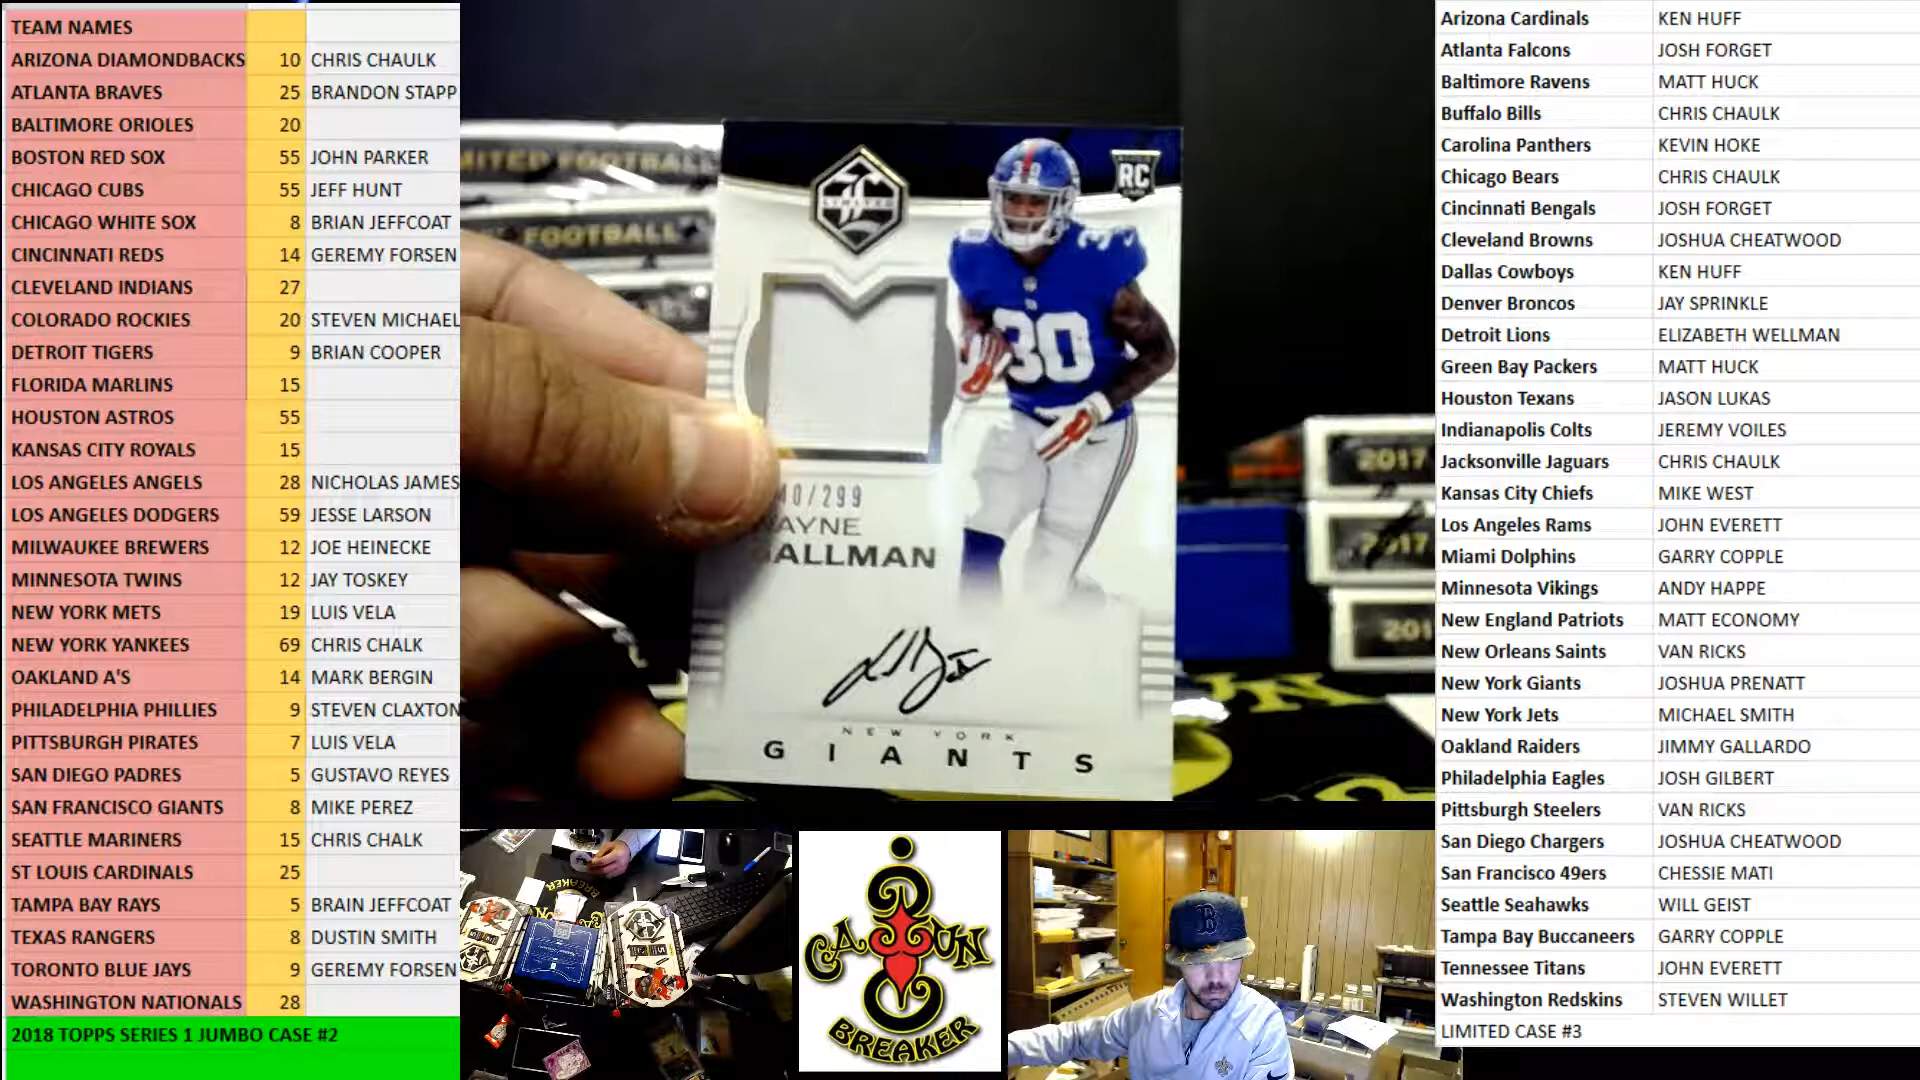 TEAM NAMES
ARIZONA DIAMONDBACKS 10 CHRIS CHAULK
ATLANTA BRAVES 25 BRANDON STAPP
BALTIMORE ORIOLES 20
BOSTON RED SOX 55 JOHN PARKER
CHICAGO CUBS 55 JEFF HUNT
CHICAGO WHITE SOX 8 BRIAN JEFFCOAT
CINCINNATI REDS 14 GEREMY FORSEN
CLEVELAND INDIANS 27
COLORADO ROCKIES 20 STEVEN MICHAEL
DETROIT TIGERS 9 BRIAN COOPER
FLORIDA MARLINS 15
HOUSTON ASTROS 55
KANSAS CITY ROYALS 15
LOS ANGELES ANGELS 28 NICHOLAS JAMES
LOS ANGELES DODGERS 59 JESSE LARSON
MILWAUKEE BREWERS 12 JOE HEINECKE
MINNESOTA TWINS 12 JAY TOSKEY
NEW YORK METS 19 LUIS VELA
NEW YORK YANKEES 69 CHRIS CHALK
OAKLAND A'S 14 MARK BERGIN
PHILADELPHIA PHILLIES 9 STEVEN CLAXTON
PITTSBURGH PIRATES 7 LUIS VELA
SAN DIEGO PADRES 5 GUSTAVO REYES
SAN FRANCISCO GIANTS 8 MIKE PEREZ
SEATTLE MARINERS 15 CHRIS CHALK
ST LOUIS CARDINALS 25
TAMPA BAY RAYS 5 BRAIN JEFFCOAT
TEXAS RANGERS 8 DUSTIN SMITH
TORONTO BLUE JAYS 9 GEREMY FORSEN
WASHINGTON NATIONALS 28
2018 TOPPS SERIES 1 JUMBO CASE #2
MITED FOOTBALL
FOOTBALL
LIMITED
RC
30
30
40/299
WAYNE
GALLMAN
NEW YORK
GIANTS
2017
2017
201
CAJUN
BREAKER
Arizona Cardinals KEN HUFF
Atlanta Falcons JOSH FORGET
Baltimore Ravens MATT HUCK
Buffalo Bills CHRIS CHAULK
Carolina Panthers KEVIN HOKE
Chicago Bears CHRIS CHAULK
Cincinnati Bengals JOSH FORGET
Cleveland Browns JOSHUA CHEATWOOD
Dallas Cowboys KEN HUFF
Denver Broncos JAY SPRINKLE
Detroit Lions ELIZABETH WELLMAN
Green Bay Packers MATT HUCK
Houston Texans JASON LUKAS
Indianapolis Colts JEREMY VOILES
Jacksonville Jaguars CHRIS CHAULK
Kansas City Chiefs MIKE WEST
Los Angeles Rams JOHN EVERETT
Miami Dolphins GARRY COPPLE
Minnesota Vikings ANDY HAPPE
New England Patriots MATT ECONOMY
New Orleans Saints VAN RICKS
New York Giants JOSHUA PRENATT
New York Jets MICHAEL SMITH
Oakland Raiders JIMMY GALLARDO
Philadelphia Eagles JOSH GILBERT
Pittsburgh Steelers VAN RICKS
San Diego Chargers JOSHUA CHEATWOOD
San Francisco 49ers CHESSIE MATI
Seattle Seahawks WILL GEIST
Tampa Bay Buccaneers GARRY COPPLE
Tennessee Titans JOHN EVERETT
Washington Redskins STEVEN WILLET
LIMITED CASE #3